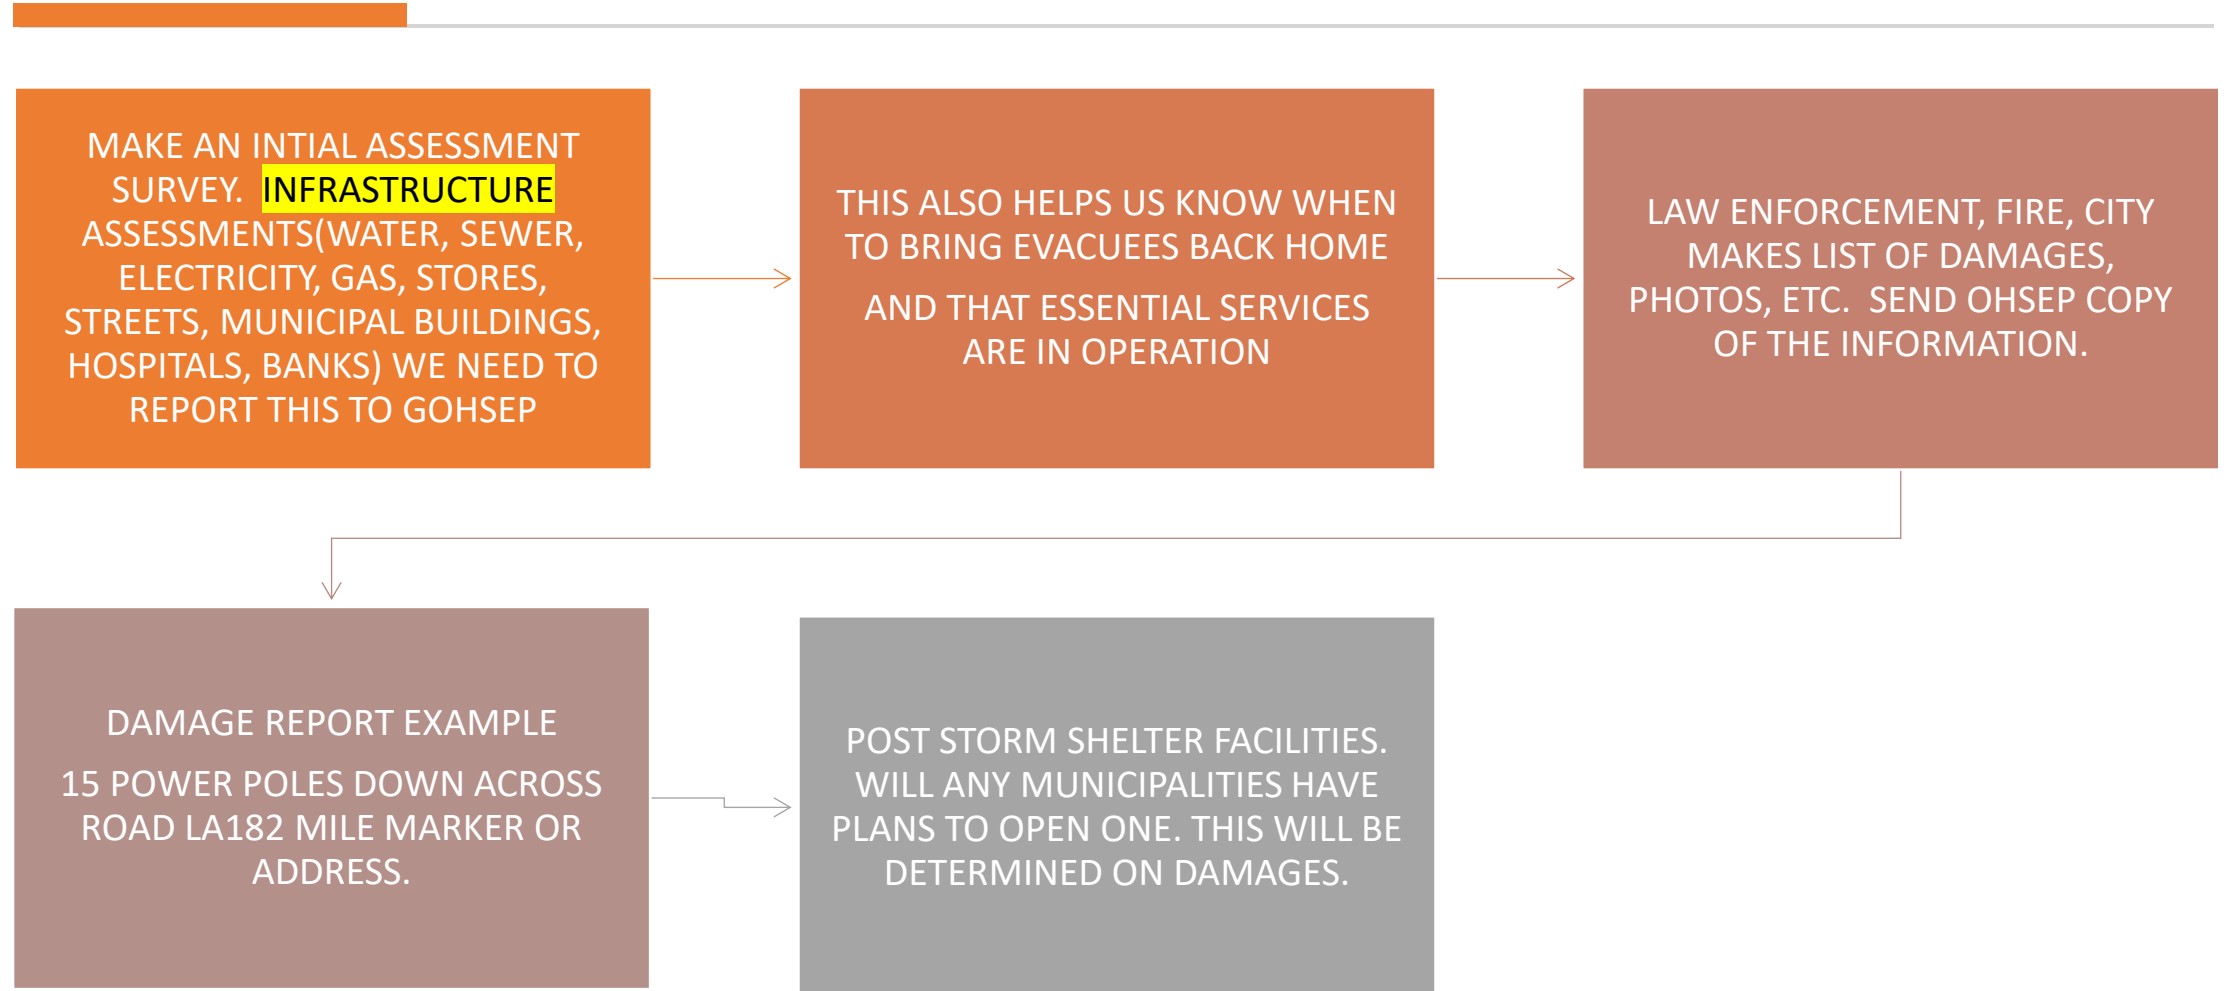 MAKE AN INTIAL ASSESSMENT
SURVEY.  INFRASTRUCTURE
ASSESSMENTS(WATER, SEWER,
ELECTRICITY, GAS, STORES,
STREETS, MUNICIPAL BUILDINGS,
HOSPITALS, BANKS) WE NEED TO
REPORT THIS TO GOHSEP
THIS ALSO HELPS US KNOW WHEN
TO BRING EVACUEES BACK HOME
AND THAT ESSENTIAL SERVICES
ARE IN OPERATION
LAW ENFORCEMENT, FIRE, CITY
MAKES LIST OF DAMAGES,
PHOTOS, ETC.  SEND OHSEP COPY
OF THE INFORMATION.
DAMAGE REPORT EXAMPLE
15 POWER POLES DOWN ACROSS
ROAD LA182 MILE MARKER OR
ADDRESS.
POST STORM SHELTER FACILITIES.
WILL ANY MUNICIPALITIES HAVE
PLANS TO OPEN ONE. THIS WILL BE
DETERMINED ON DAMAGES.